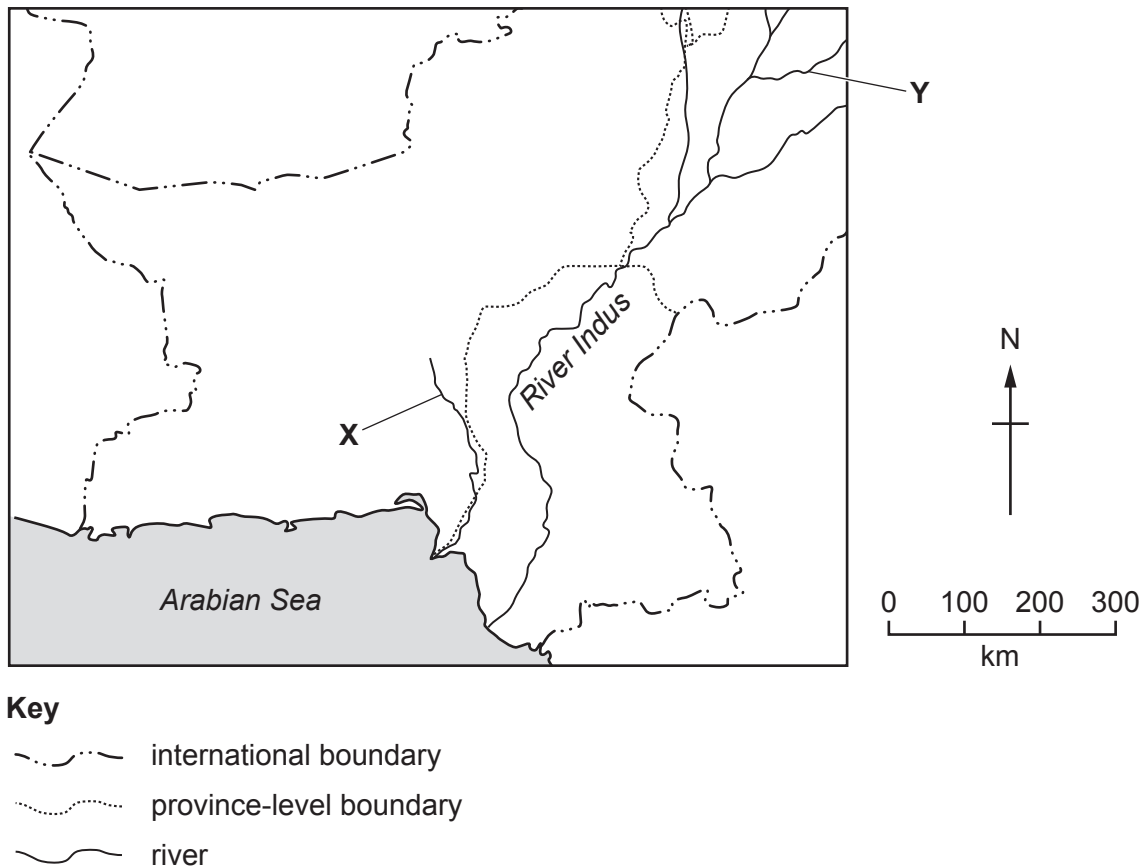 Y
River Indus
N
X
Arabian Sea
0 100 200 300
km
Key
international boundary
province-level boundary
river